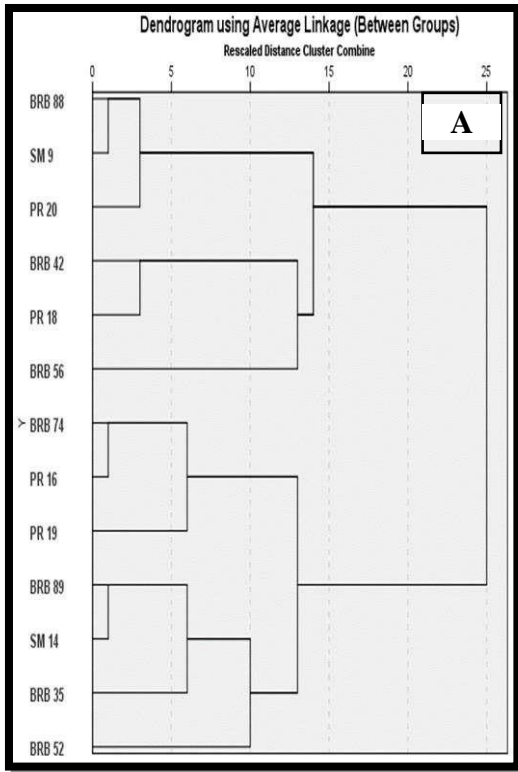 Dendrogram using Average Linkage (Between Groups)
Rescaled Distance Cluster Combine
0 5 10 15 20 25
A
BRB 88
SM 9
PR 20
BRB 42
PR 18
BRB 56
Y BRB 74
PR 16
PR 19
BRB 89
SM 14
BRB 35
BRB 52